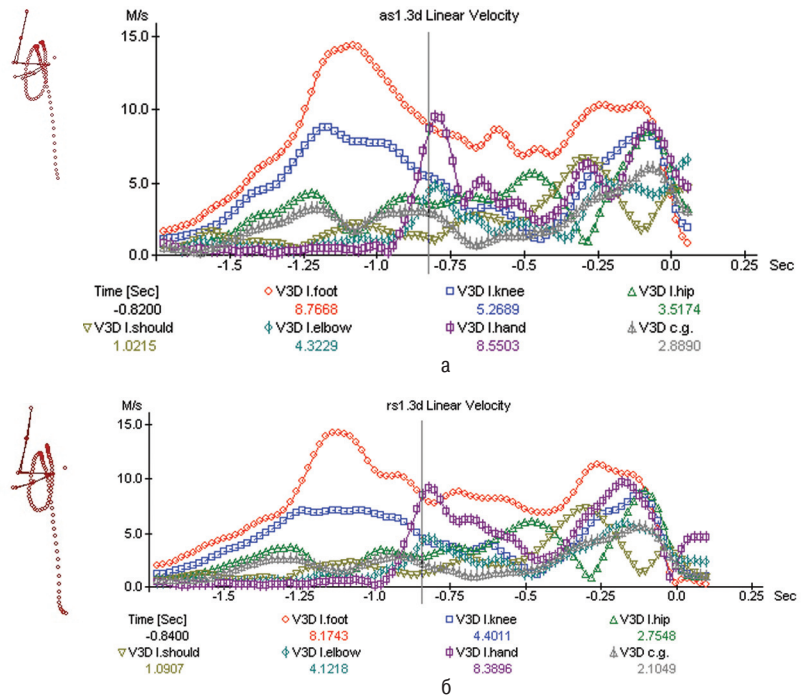 M/s as1.3d Linear Velocity
15.0
10.0
5.0
0.0
-1.5 -1.25 -1.0 -0.75 -0.5 -0.25 0.0 0.25 Sec
Time [Sec] V3D l.foot V3D l.knee V3D l.hip
-0.8200 8.7668 5.2689 3.5174
V3D l.should V3D l.elbow V3D l.hand V3D c.g.
1.0215 4.3229 8.5503 2.8890
а
M/s rs1.3d Linear Velocity
15.0
10.0
5.0
0.0
-1.5 -1.25 -1.0 -0.75 -0.5 -0.25 0.0 0.25 Sec
Time [Sec] V3D l.foot V3D l.knee V3D l.hip
-0.8400 8.1743 4.4011 2.7548
V3D l.should V3D l.elbow V3D l.hand V3D c.g.
1.0907 4.1218 8.3896 2.1049
б